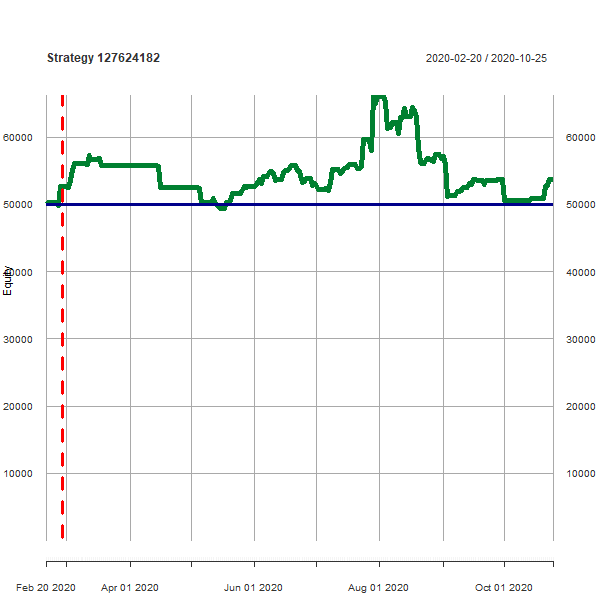 Strategy 127624182
2020-02-20 / 2020-10-25
60000
60000
50000
50000
Equity
40000
40000
30000
30000
20000
20000
10000
10000
Feb 20 2020
Apr 01 2020
Jun 01 2020
Aug 01 2020
Oct 01 2020